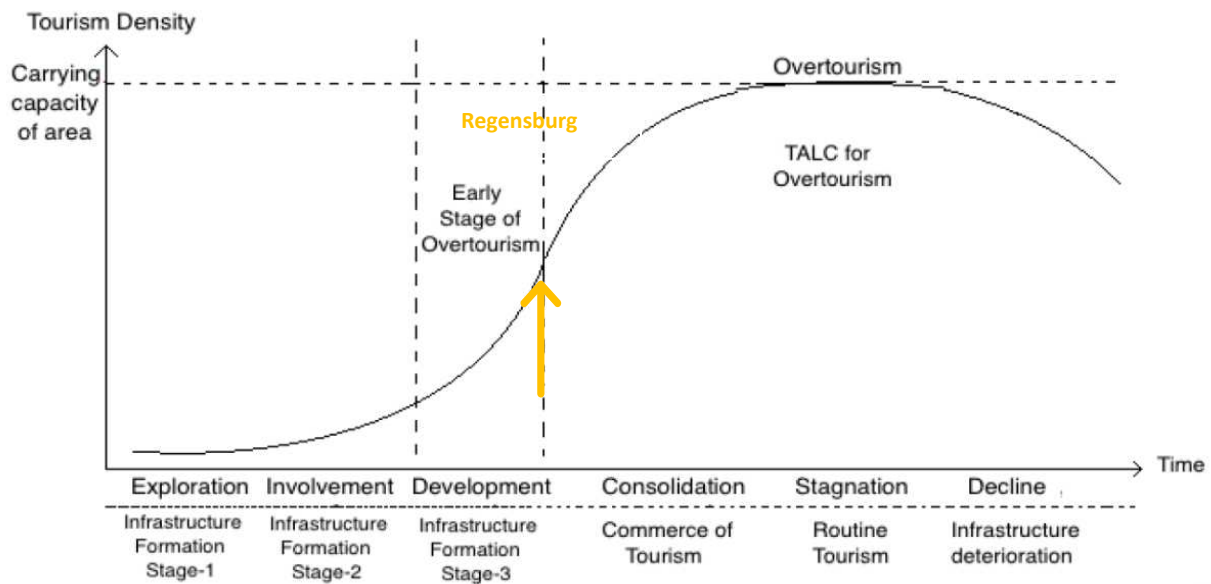 Tourism Density
Carrying
capacity
of area
Overtourism
Regensburg
TALC for
Overtourism
Early
Stage of
Overtourism
Time
Exploration Involvement Development Consolidation Stagnation Decline
Infrastructure
Formation
Stage-1
Infrastructure
Formation
Stage-2
Infrastructure
Formation
Stage-3
Commerce of
Tourism
Routine
Tourism
Infrastructure
deterioration